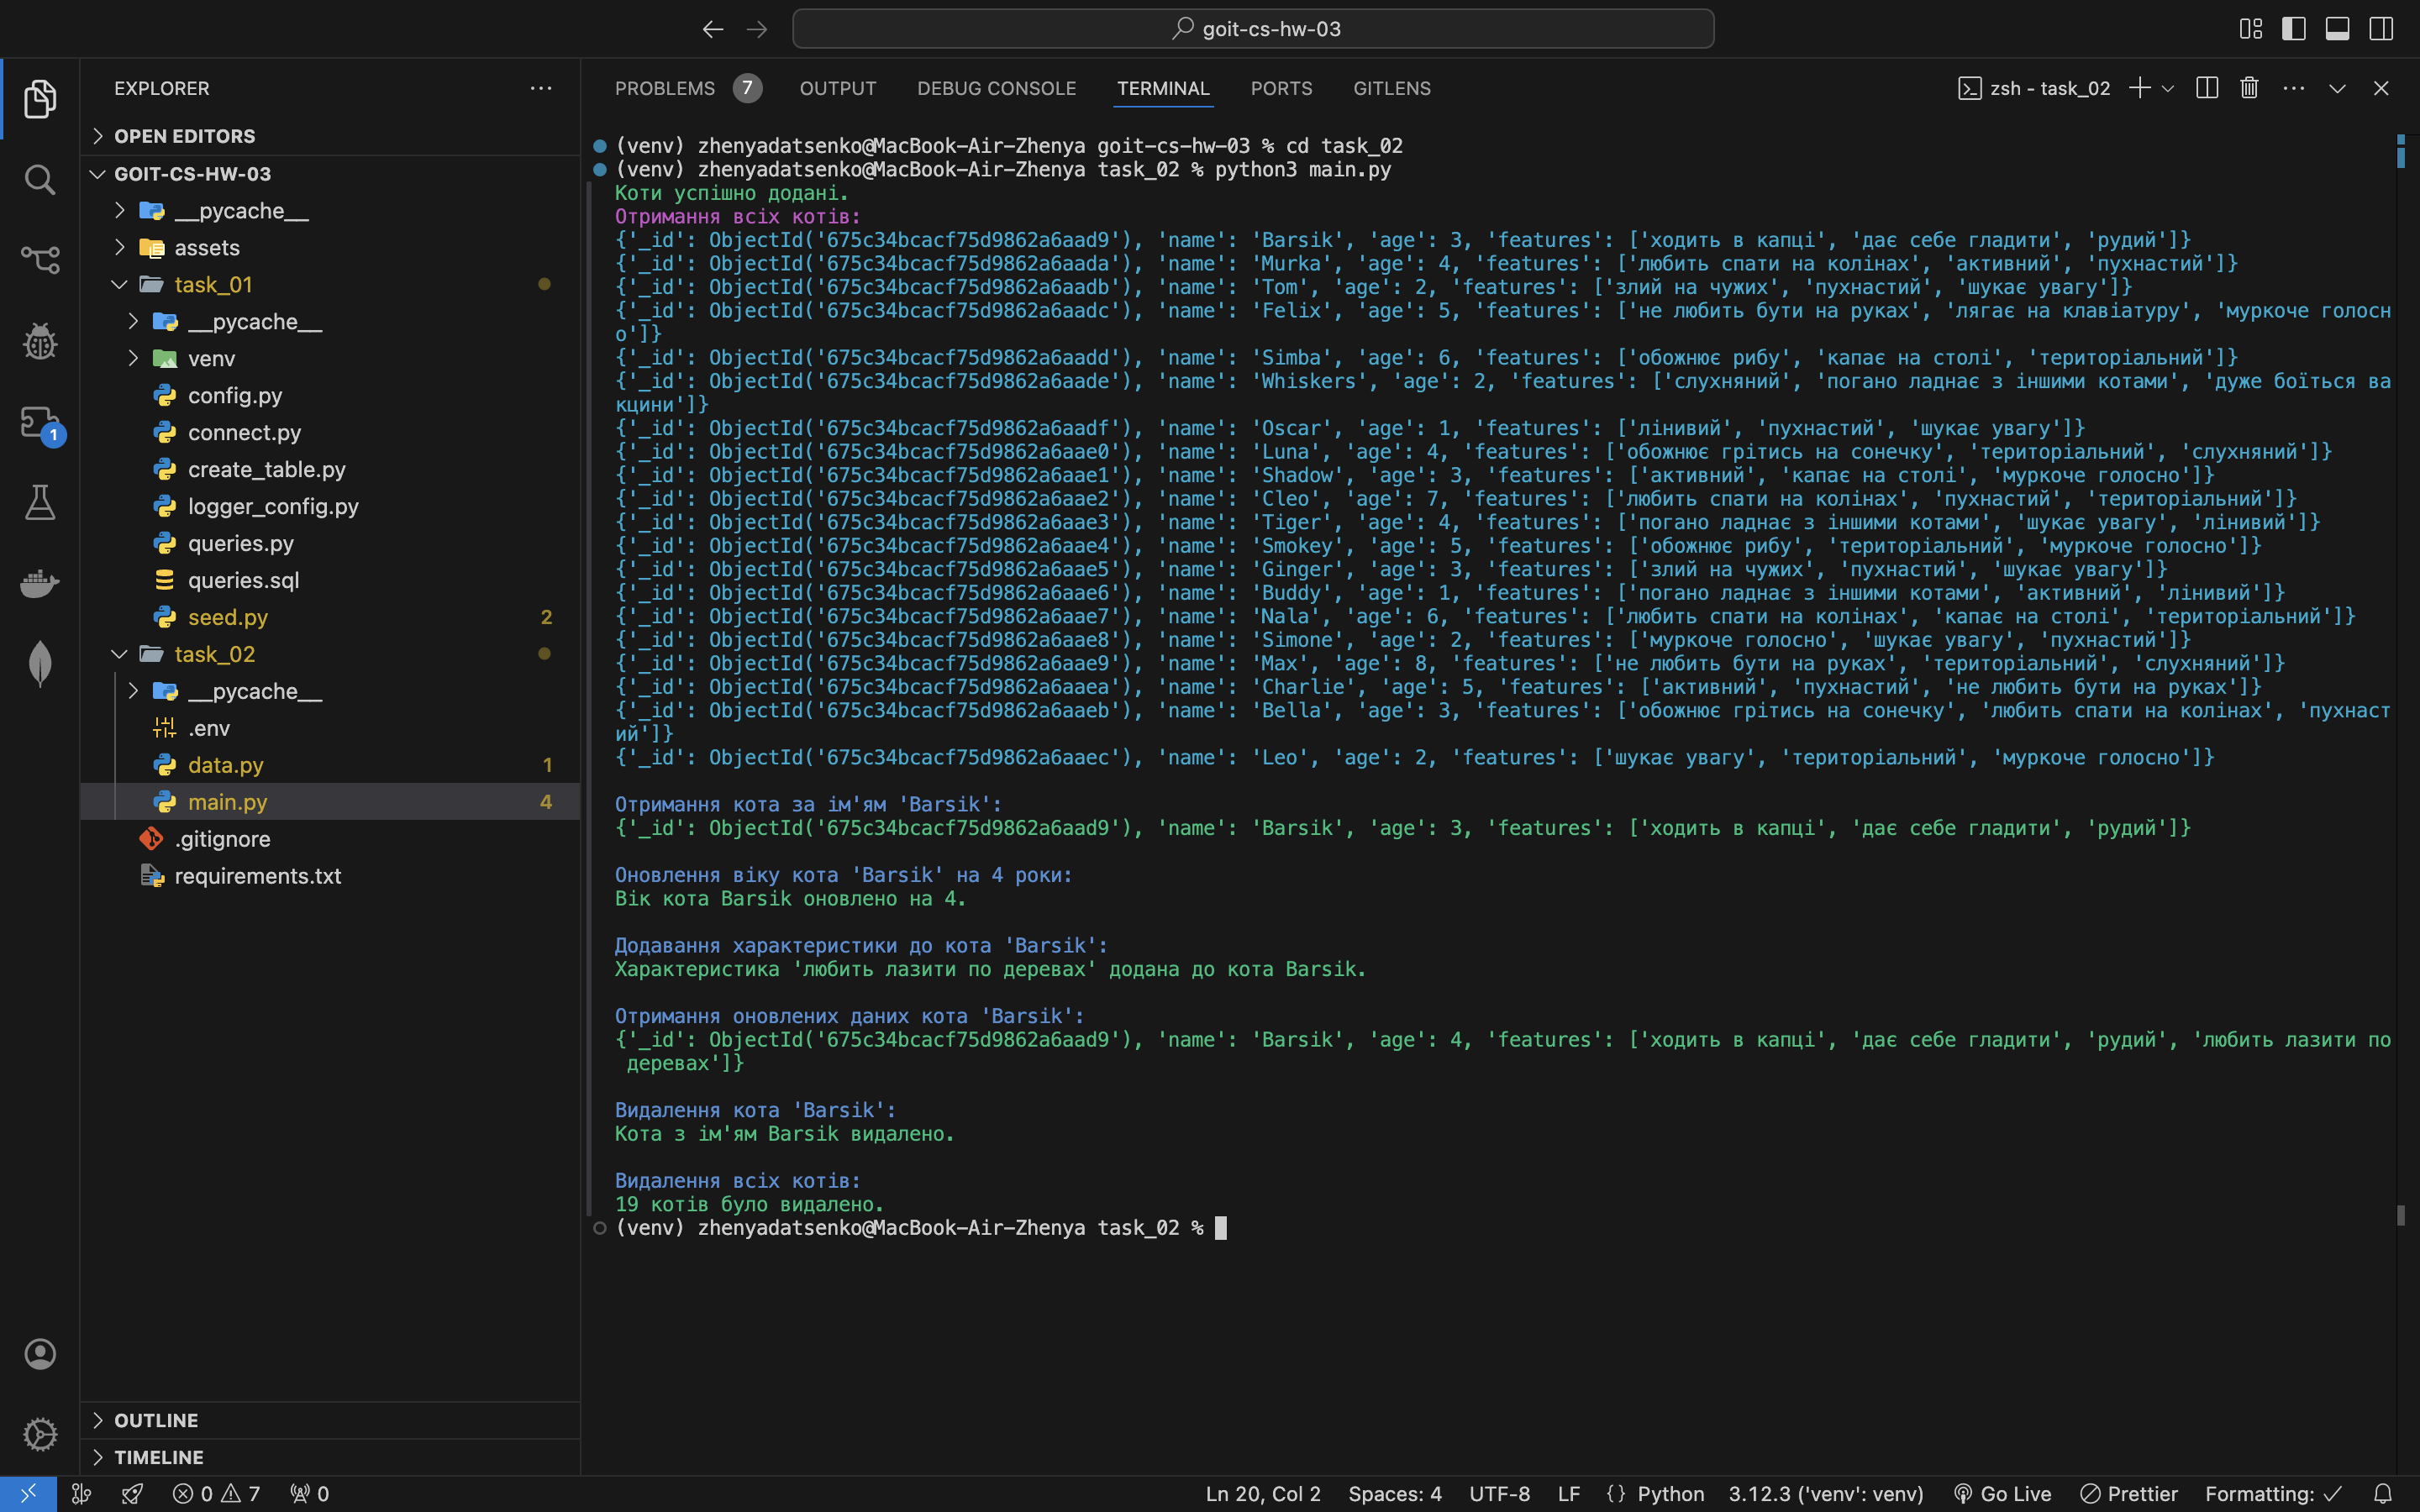 goit-cs-hw-03
EXPLORER
OPEN EDITORS
GOIT-CS-HW-03
__pycache__
assets
task_01
__pycache__
venv
config.py
connect.py
create_table.py
logger_config.py
queries.py
queries.sql
seed.py 2
task_02
__pycache__
.env
data.py 1
main.py 4
.gitignore
requirements.txt
OUTLINE
TIMELINE
1
PROBLEMS 7 OUTPUT DEBUG CONSOLE TERMINAL PORTS GITLENS
zsh - task_02
(venv) zhenyadatsenko@MacBook-Air-Zhenya goit-cs-hw-03 % cd task_02
(venv) zhenyadatsenko@MacBook-Air-Zhenya task_02 % python3 main.py
Коти успішно додані.
Отримання всіх котів:
{'_id': ObjectId('675c34bcacf75d9862a6aad9'), 'name': 'Barsik', 'age': 3, 'features': ['ходить в капці', 'дає себе гладити', 'рудий']}
{'_id': ObjectId('675c34bcacf75d9862a6aada'), 'name': 'Murka', 'age': 4, 'features': ['любить спати на колінах', 'активний', 'пухнастий']}
{'_id': ObjectId('675c34bcacf75d9862a6aadb'), 'name': 'Tom', 'age': 2, 'features': ['злий на чужих', 'пухнастий', 'шукає увагу']}
{'_id': ObjectId('675c34bcacf75d9862a6aadc'), 'name': 'Felix', 'age': 5, 'features': ['не любить бути на руках', 'лягає на клавіатуру', 'муркоче голосн
о']}
{'_id': ObjectId('675c34bcacf75d9862a6aadd'), 'name': 'Simba', 'age': 6, 'features': ['обожнює рибу', 'капає на столі', 'територіальний']}
{'_id': ObjectId('675c34bcacf75d9862a6aade'), 'name': 'Whiskers', 'age': 2, 'features': ['слухняний', 'погано ладнає з іншими котами', 'дуже боїться ва
кцини']}
{'_id': ObjectId('675c34bcacf75d9862a6aadf'), 'name': 'Oscar', 'age': 1, 'features': ['лінивий', 'пухнастий', 'шукає увагу']}
{'_id': ObjectId('675c34bcacf75d9862a6aae0'), 'name': 'Luna', 'age': 4, 'features': ['обожнює грітись на сонечку', 'територіальний', 'слухняний']}
{'_id': ObjectId('675c34bcacf75d9862a6aae1'), 'name': 'Shadow', 'age': 3, 'features': ['активний', 'капає на столі', 'муркоче голосно']}
{'_id': ObjectId('675c34bcacf75d9862a6aae2'), 'name': 'Cleo', 'age': 7, 'features': ['любить спати на колінах', 'пухнастий', 'територіальний']}
{'_id': ObjectId('675c34bcacf75d9862a6aae3'), 'name': 'Tiger', 'age': 4, 'features': ['погано ладнає з іншими котами', 'шукає увагу', 'лінивий']}
{'_id': ObjectId('675c34bcacf75d9862a6aae4'), 'name': 'Smokey', 'age': 5, 'features': ['обожнює рибу', 'територіальний', 'муркоче голосно']}
{'_id': ObjectId('675c34bcacf75d9862a6aae5'), 'name': 'Ginger', 'age': 3, 'features': ['злий на чужих', 'пухнастий', 'шукає увагу']}
{'_id': ObjectId('675c34bcacf75d9862a6aae6'), 'name': 'Buddy', 'age': 1, 'features': ['погано ладнає з іншими котами', 'активний', 'лінивий']}
{'_id': ObjectId('675c34bcacf75d9862a6aae7'), 'name': 'Nala', 'age': 6, 'features': ['любить спати на колінах', 'капає на столі', 'територіальний']}
{'_id': ObjectId('675c34bcacf75d9862a6aae8'), 'name': 'Simone', 'age': 2, 'features': ['муркоче голосно', 'шукає увагу', 'пухнастий']}
{'_id': ObjectId('675c34bcacf75d9862a6aae9'), 'name': 'Max', 'age': 8, 'features': ['не любить бути на руках', 'територіальний', 'слухняний']}
{'_id': ObjectId('675c34bcacf75d9862a6aaea'), 'name': 'Charlie', 'age': 5, 'features': ['активний', 'пухнастий', 'не любить бути на руках']}
{'_id': ObjectId('675c34bcacf75d9862a6aaeb'), 'name': 'Bella', 'age': 3, 'features': ['обожнює грітись на сонечку', 'любить спати на колінах', 'пухнаст
ий']}
{'_id': ObjectId('675c34bcacf75d9862a6aaec'), 'name': 'Leo', 'age': 2, 'features': ['шукає увагу', 'територіальний', 'муркоче голосно']}
Отримання кота за ім'ям 'Barsik':
{'_id': ObjectId('675c34bcacf75d9862a6aad9'), 'name': 'Barsik', 'age': 3, 'features': ['ходить в капці', 'дає себе гладити', 'рудий']}
Оновлення віку кота 'Barsik' на 4 роки:
Вік кота Barsik оновлено на 4.
Додавання характеристики до кота 'Barsik':
Характеристика 'любить лазити по деревах' додана до кота Barsik.
Отримання оновлених даних кота 'Barsik':
{'_id': ObjectId('675c34bcacf75d9862a6aad9'), 'name': 'Barsik', 'age': 4, 'features': ['ходить в капці', 'дає себе гладити', 'рудий', 'любить лазити по
деревах']}
Видалення кота 'Barsik':
Кота з ім'ям Barsik видалено.
Видалення всіх котів:
19 котів було видалено.
(venv) zhenyadatsenko@MacBook-Air-Zhenya task_02 %
0 7 0 Ln 20, Col 2 Spaces: 4 UTF-8 LF {} Python 3.12.3 ('venv': venv) Go Live Prettier Formatting: ✓